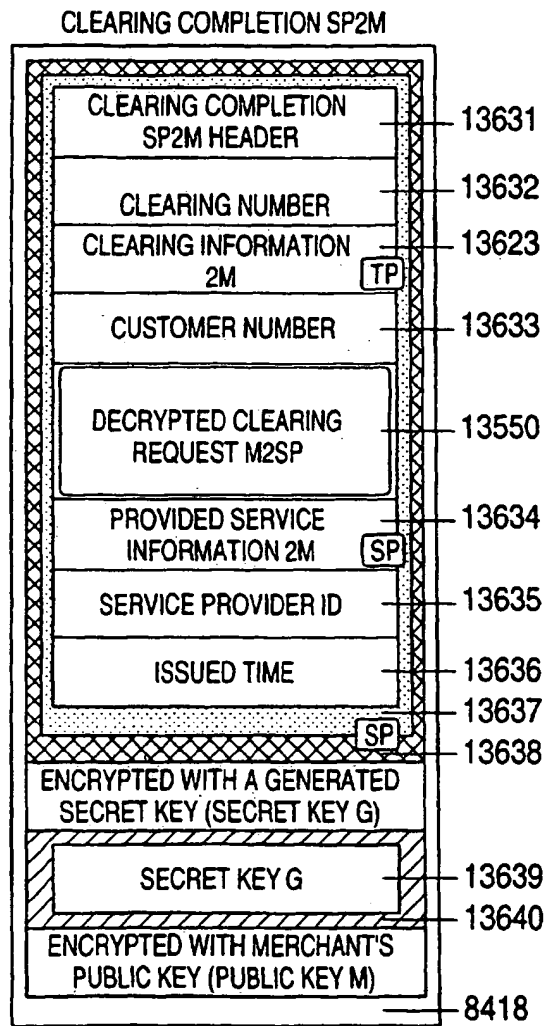 CLEARING COMPLETION SP2M
CLEARING COMPLETION
SP2M HEADER
13631
13632
CLEARING NUMBER
CLEARING INFORMATION
2M
13623
TP
CUSTOMER NUMBER
13633
DECRYPTED CLEARING
REQUEST M2SP
13550
PROVIDED SERVICE
INFORMATION 2M
13634
SP
SERVICE PROVIDER ID
13635
ISSUED TIME
13636
13637
SP
13638
ENCRYPTED WITH A GENERATED
SECRET KEY (SECRET KEY G)
SECRET KEY G
13639
13640
ENCRYPTED WITH MERCHANT'S
PUBLIC KEY (PUBLIC KEY M)
8418